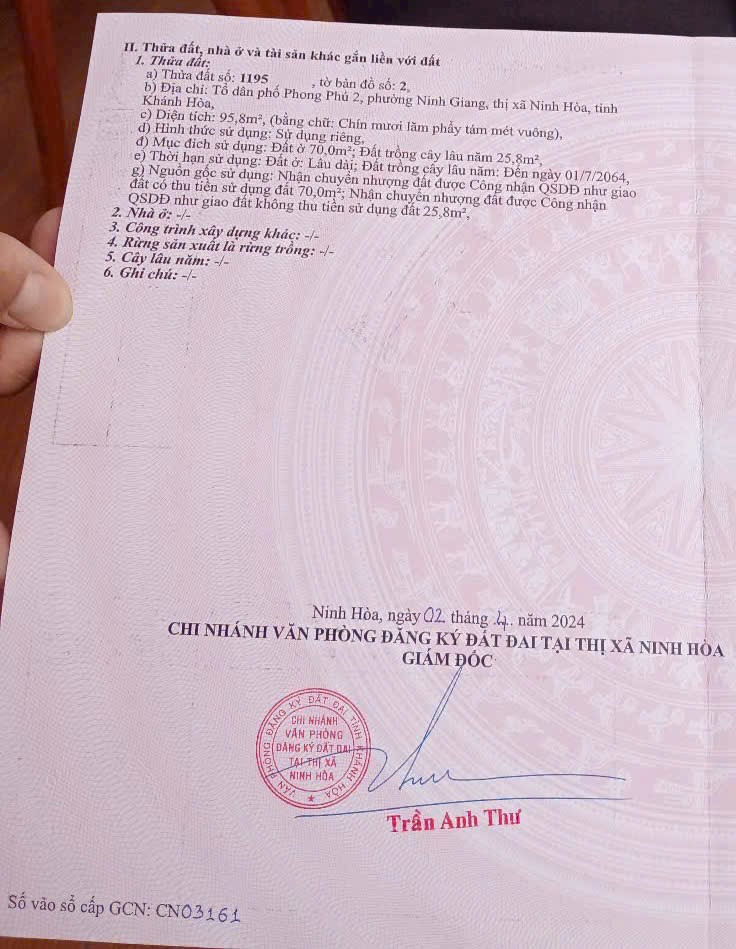 II. Thửa đất, nhà ở và tài sản khác gắn liền với đất
1. Thửa đất:
a) Thửa đất số: 1195 , tờ bản đồ số: 2,
b) Địa chỉ: Tổ dân phố Phong Phú 2, phường Ninh Giang, thị xã Ninh Hòa, tỉnh
Khánh Hòa,
c) Diện tích: 95,8m², (bằng chữ: Chín mươi lăm phẩy tám mét vuông),
d) Hình thức sử dụng: Sử dụng riêng,
đ) Mục đích sử dụng: Đất ở 70,0m²; Đất trồng cây lâu năm 25,8m²,
e) Thời hạn sử dụng: Đất ở: Lâu dài; Đất trồng cây lâu năm: Đến ngày 01/7/2064,
g) Nguồn gốc sử dụng: Nhận chuyển nhượng đất được Công nhận QSDĐ như giao
đất có thu tiền sử dụng đất 70,0m²; Nhận chuyển nhượng đất được Công nhận
QSDĐ như giao đất không thu tiền sử dụng đất 25,8m²,
2. Nhà ở: -/-
3. Công trình xây dựng khác: -/-
4. Rừng sản xuất là rừng trồng: -/-
5. Cây lâu năm: -/-
6. Ghi chú: -/-
Ninh Hòa, ngày 02 tháng .4. năm 2024
CHI NHÁNH VĂN PHÒNG ĐĂNG KÝ ĐẤT ĐAI TẠI THỊ XÃ NINH HÒA
GIÁM ĐỐC
VĂN PHÒNG ĐĂNG KÝ ĐẤT ĐAI TỈNH KHÁNH HÒA
CHI NHÁNH
VĂN PHÒNG
ĐĂNG KÝ ĐẤT ĐAI
TẠI THỊ XÃ
NINH HÒA
Trần Anh Thư
Số vào sổ cấp GCN: CN03161